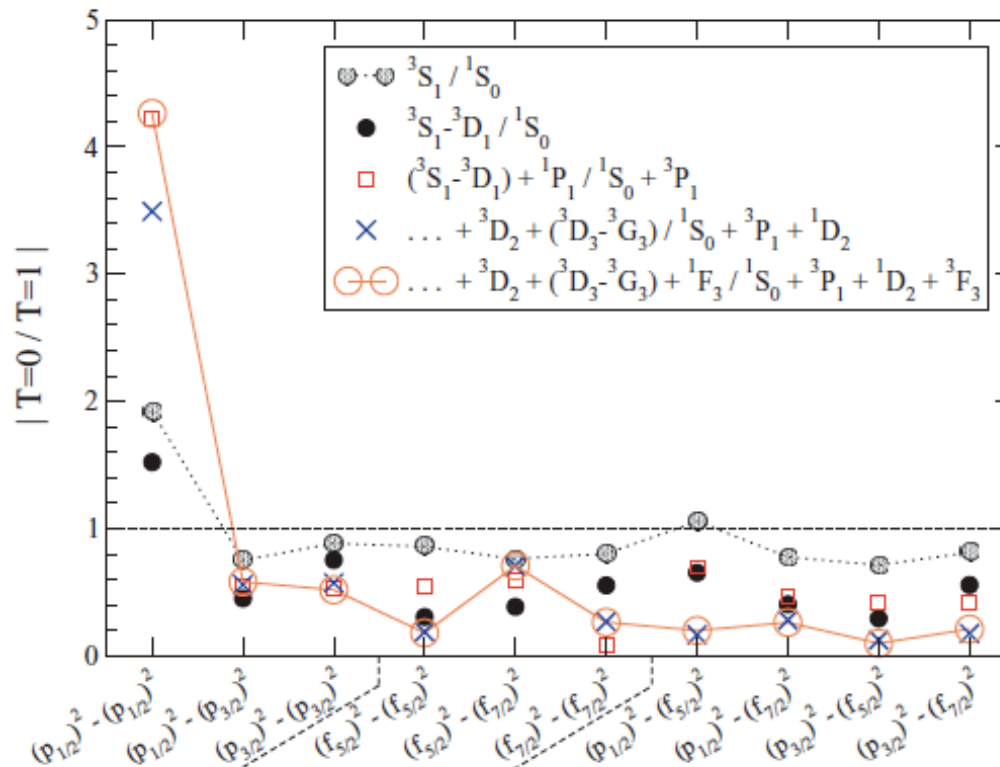 5
4
3
2
1
0
| T=0 / T=1 |
³S₁ / ¹S₀
³S₁-³D₁ / ¹S₀
(³S₁-³D₁) + ¹P₁ / ¹S₀ + ³P₁
... + ³D₂ + (³D₃-³G₃) / ¹S₀ + ³P₁ + ¹D₂
... + ³D₂ + (³D₃-³G₃) + ¹F₃ / ¹S₀ + ³P₁ + ¹D₂ + ³F₃
(p₁/₂)² - (p₁/₂)²
(p₁/₂)² - (p₃/₂)²
(p₃/₂)² - (p₃/₂)²
(f₅/₂)² - (f₅/₂)²
(f₅/₂)² - (f₇/₂)²
(f₇/₂)² - (f₇/₂)²
(p₁/₂)² - (f₅/₂)²
(p₁/₂)² - (f₇/₂)²
(p₃/₂)² - (f₅/₂)²
(p₃/₂)² - (f₇/₂)²